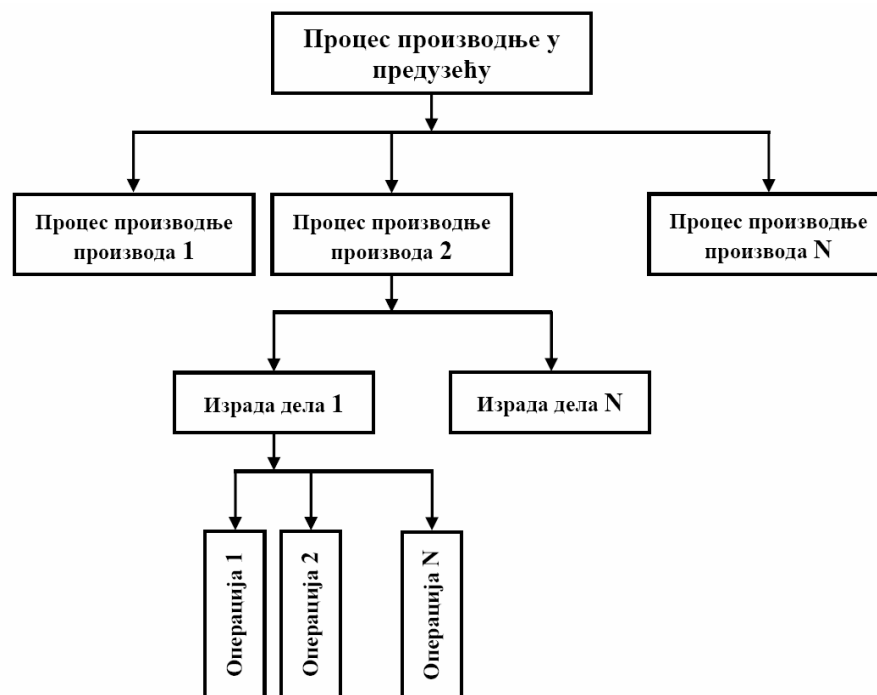 Процес производње у
предузећу
Процес производње
производа 1
Процес производње
производа 2
Процес производње
производа N
Израда дела 1
Израда дела N
Операција 1
Операција 2
Операција N